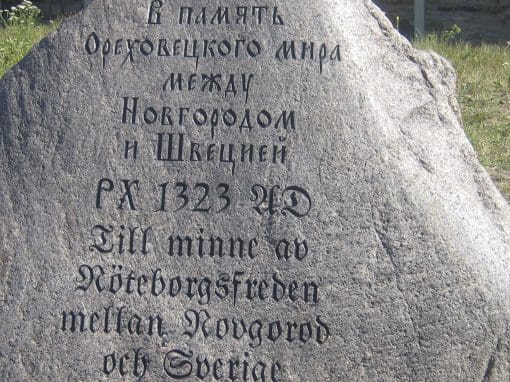 В память
Ореховецкого мира
между
Новгородом
и Швецией
РХ 1323 AD
Till minne av
Nöteborgsfreden
mellan Novgorod
och Sverige